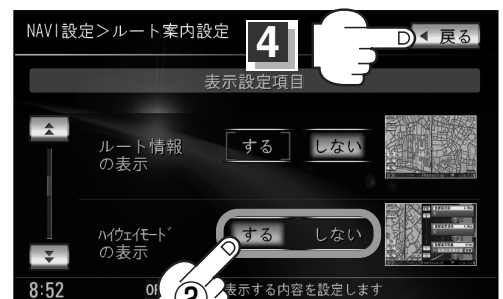 NAVI設定＞ルート案内設定
4
◀ 戻る
表示設定項目
ルート情報
の表示
する
しない
ﾊｲｳｪｲﾓｰﾄﾞ
の表示
する
しない
8:52
表示する内容を設定します